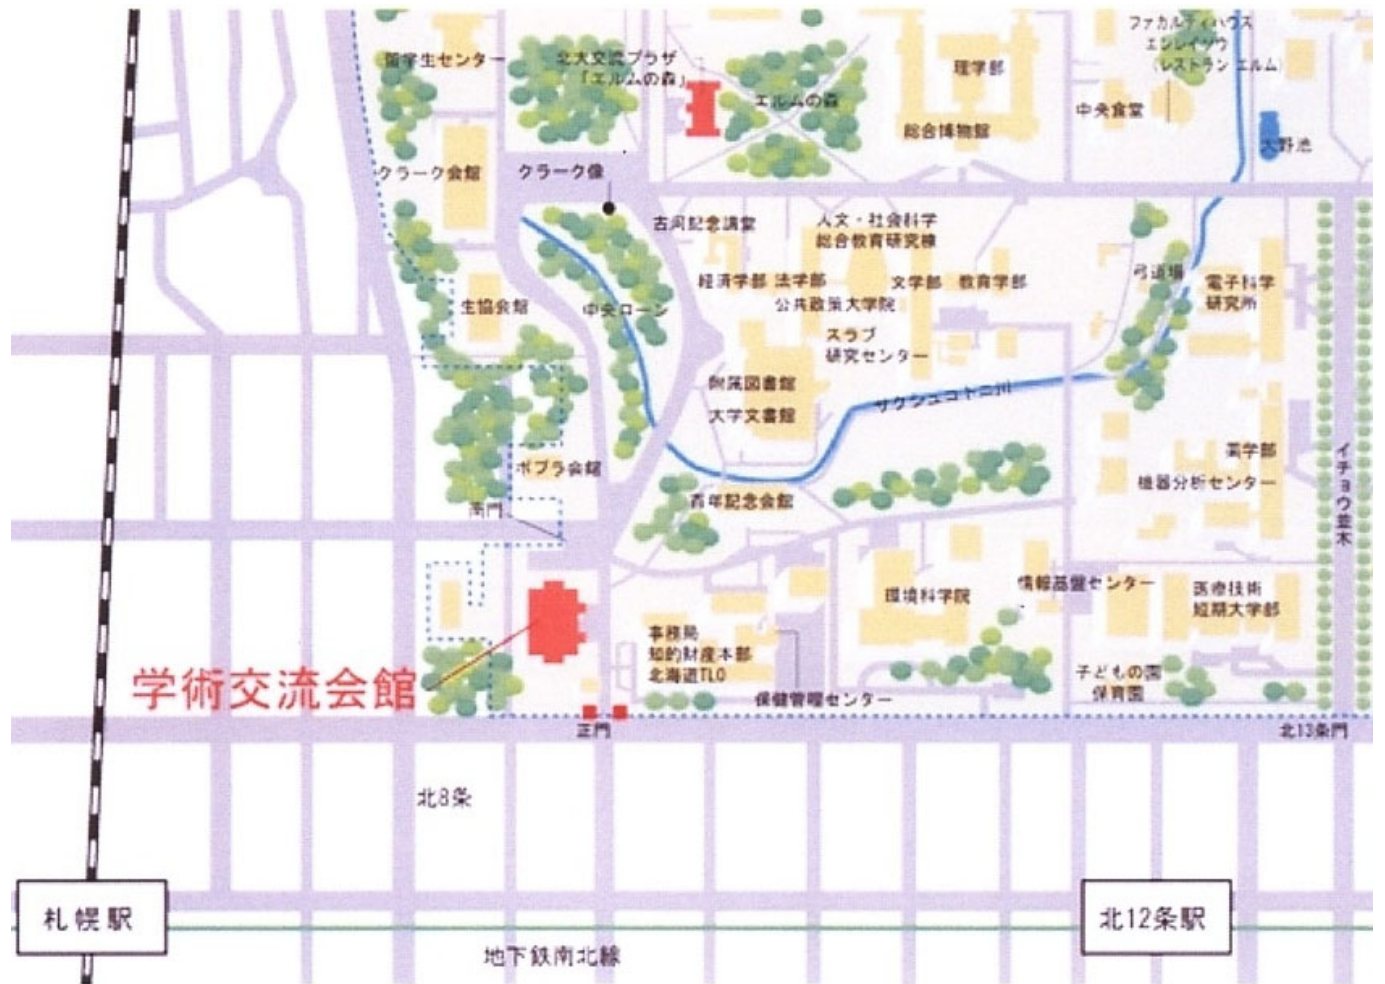 ファカルティハウス
エンレイソウ
(レストラン エルム)
留学生センター
北大交流プラザ
「エルムの森」
エルムの森
理学部
中央食堂
総合博物館
大野池
クラーク会館
クラーク像
古河記念講堂
人文・社会科学
総合教育研究棟
経済学部
法学部
文学部
教育学部
公共政策大学院
弓道場
電子科学
研究所
生協会館
中央ローン
スラブ
研究センター
附属図書館
大学文書館
サクシュコトニ川
ポプラ会館
百年記念会館
南門
薬学部
機器分析センター
イチョウ並木
環境科学院
情報基盤センター
医療技術
短期大学部
事務局
知的財産本部
北海道TLO
学術交流会館
保健管理センター
子どもの園
保育園
正門
北13条門
北8条
札幌駅
北12条駅
地下鉄南北線